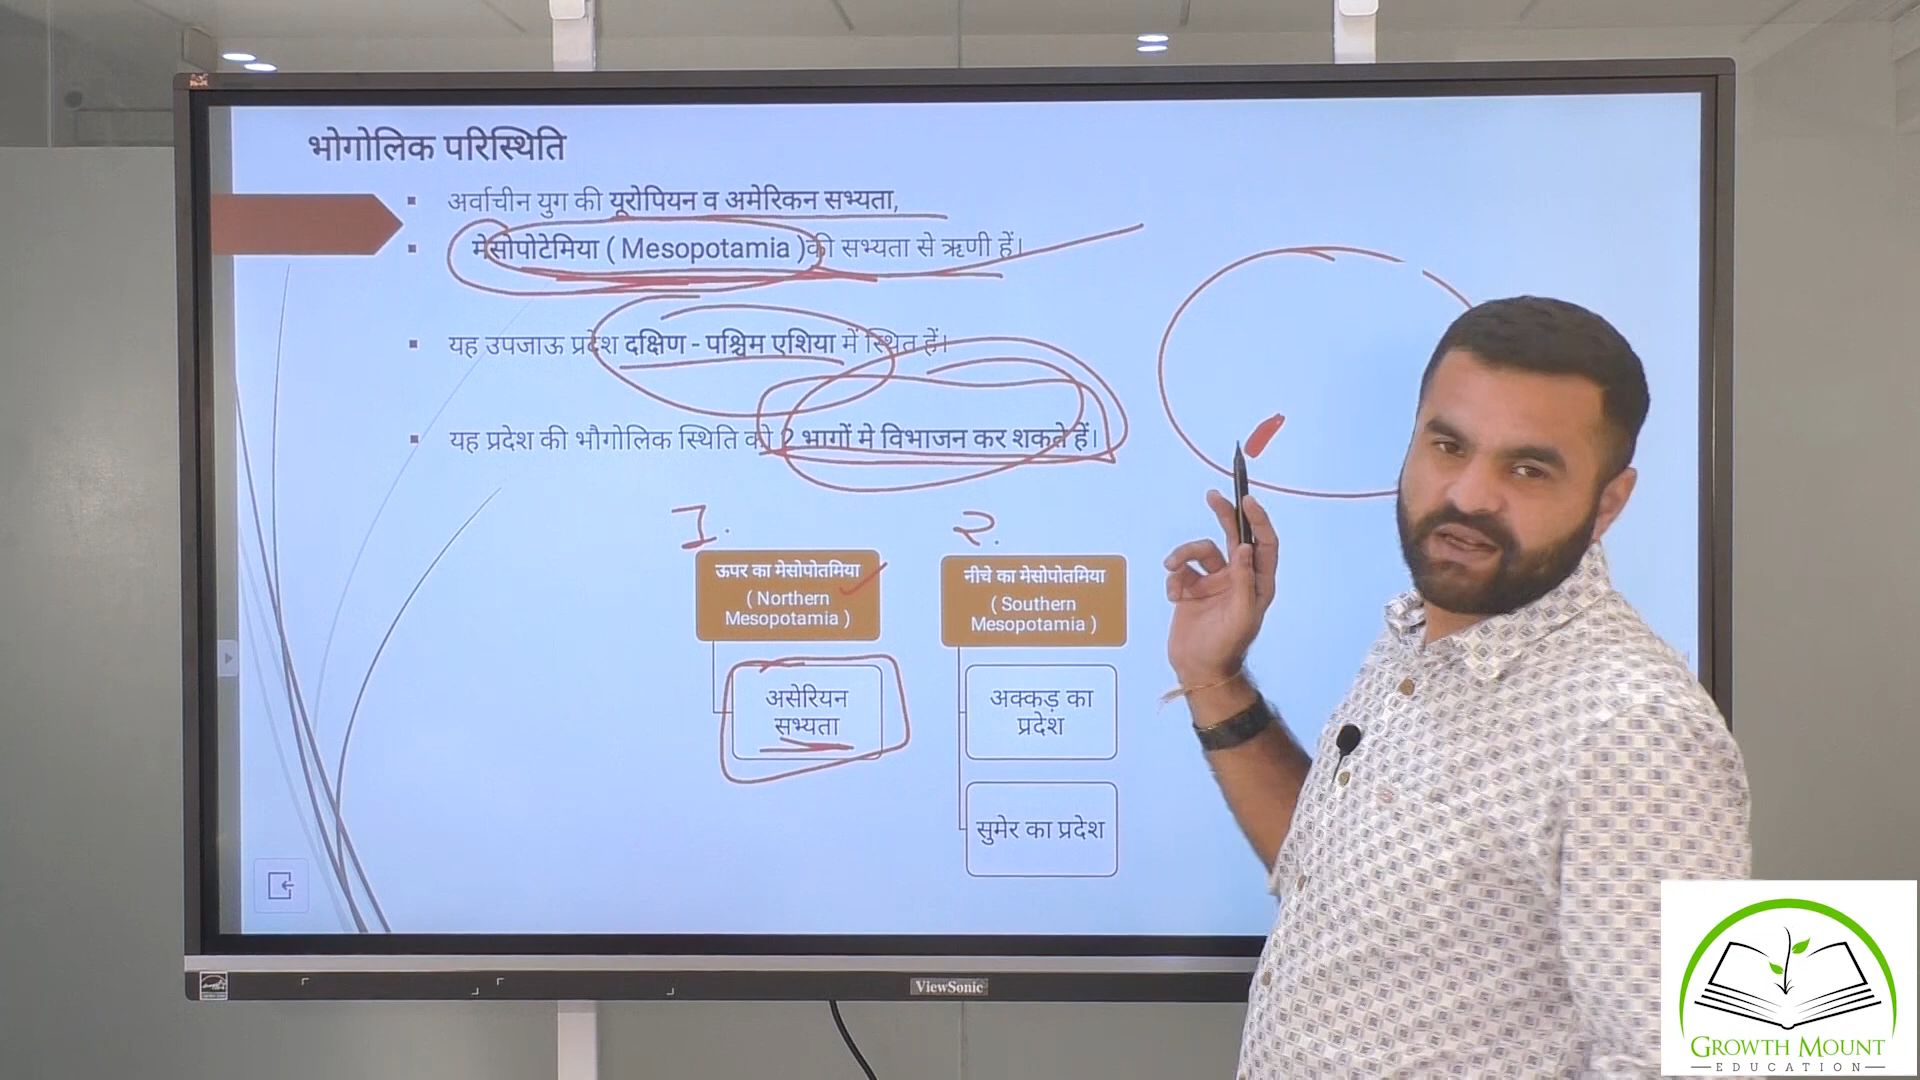 भोगोलिक परिस्थिति
अर्वाचीन युग की यूरोपियन व अमेरिकन सभ्यता,
मेसोपोटेमिया ( Mesopotamia )की सभ्यता से ऋणी हें।
यह उपजाऊ प्रदेश दक्षिण - पश्चिम एशिया में स्थित हें।
यह प्रदेश की भौगोलिक स्थिति को 2 भागों मे विभाजन कर शकते हें।
1.
2.
ऊपर का मेसोपोतमिया
( Northern
Mesopotamia )
नीचे का मेसोपोतमिया
( Southern
Mesopotamia )
असेरियन
सभ्यता
अक्कड़ का
प्रदेश
सुमेर का प्रदेश
ViewSonic
GROWTH MOUNT
EDUCATION